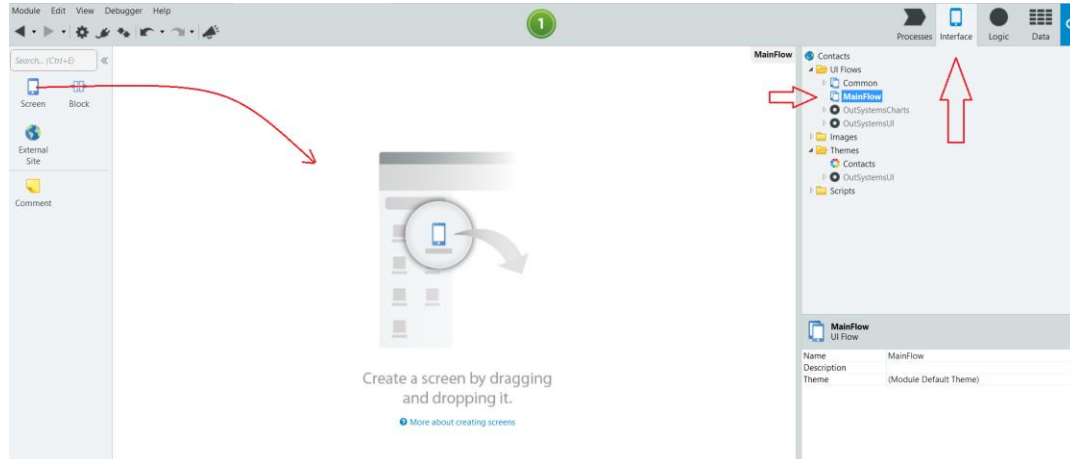 Module Edit View Debugger Help
1
Processes Interface Logic Data
Search... (Ctrl+E)
Screen Block
External
Site
Comment
MainFlow
Create a screen by dragging
and dropping it.
More about creating screens
Contacts
UI Flows
Common
MainFlow
OutSystemsCharts
OutSystemsUI
Images
Themes
Contacts
OutSystemsUI
Scripts
MainFlow
UI Flow
Name MainFlow
Description
Theme (Module Default Theme)